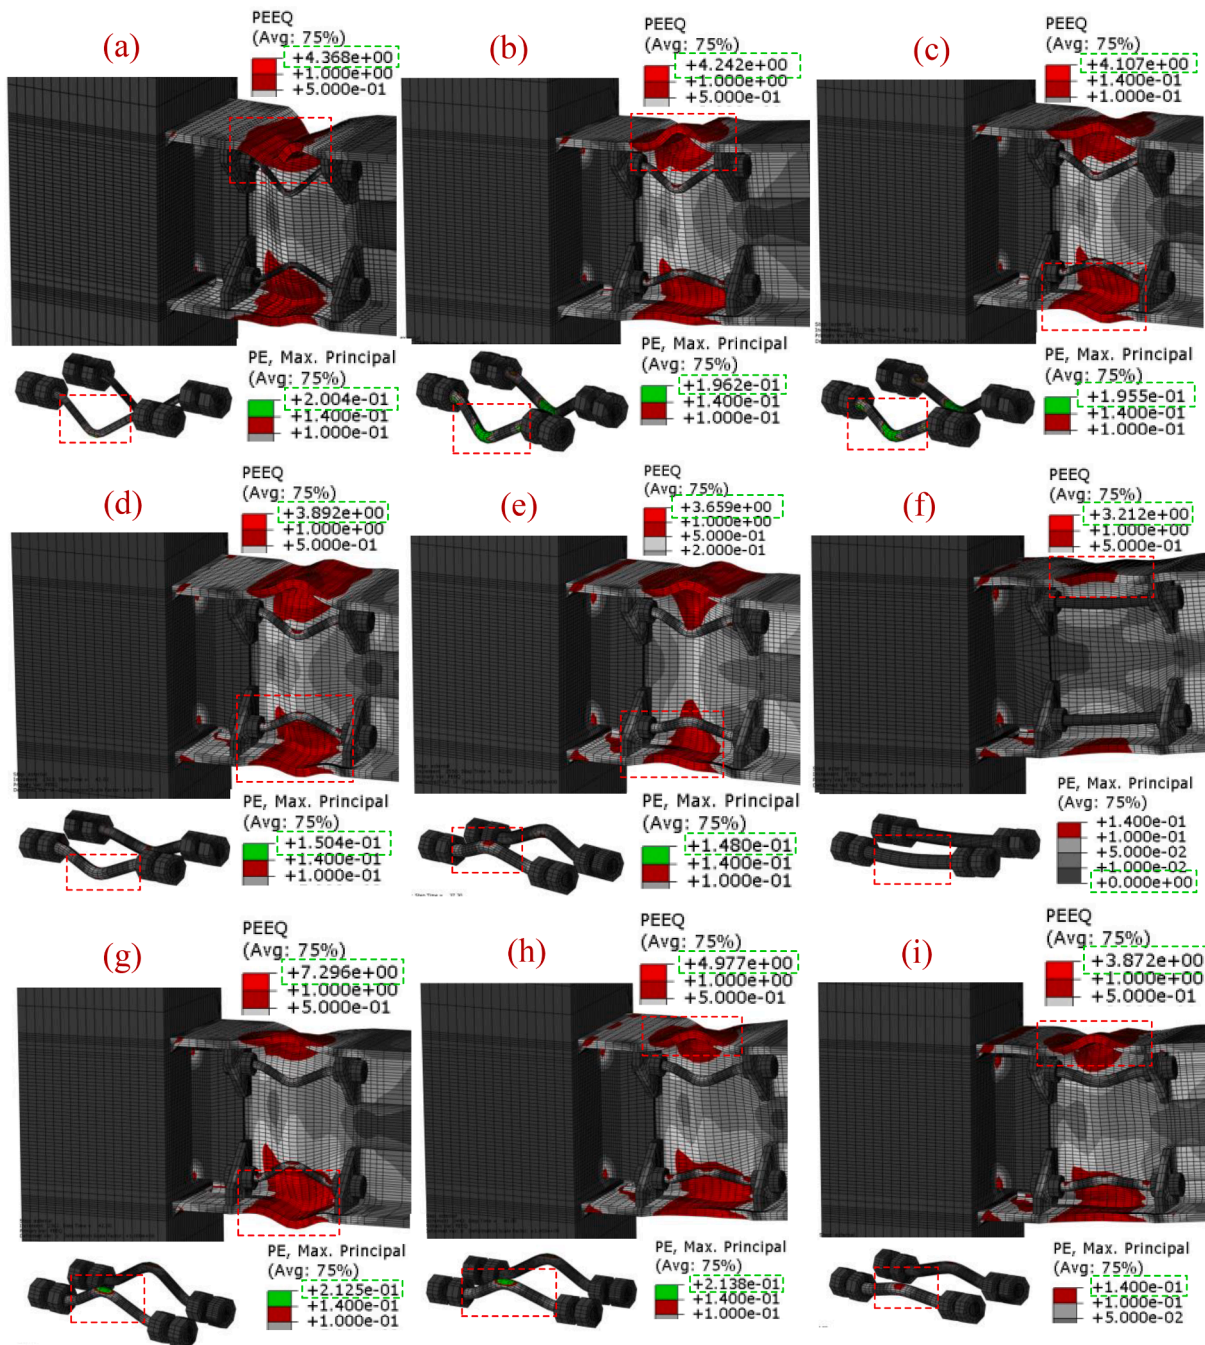 (a)
PEEQ
(Avg: 75%)
+4.368e+00
+1.000e+00
+5.000e-01
PE, Max. Principal
(Avg: 75%)
+2.004e-01
+1.400e-01
+1.000e-01
(b)
PEEQ
(Avg: 75%)
+4.242e+00
+1.000e+00
+5.000e-01
PE, Max. Principal
(Avg: 75%)
+1.962e-01
+1.400e-01
+1.000e-01
(c)
PEEQ
(Avg: 75%)
+4.107e+00
+1.400e-01
+1.000e-01
PE, Max. Principal
(Avg: 75%)
+1.955e-01
+1.400e-01
+1.000e-01
(d)
PEEQ
(Avg: 75%)
+3.892e+00
+1.000e+00
+5.000e-01
PE, Max. Principal
(Avg: 75%)
+1.504e-01
+1.400e-01
+1.000e-01
(e)
PEEQ
(Avg: 75%)
+3.659e+00
+1.000e+00
+5.000e-01
+2.000e-01
PE, Max. Principal
(Avg: 75%)
+1.480e-01
+1.400e-01
+1.000e-01
(f)
PEEQ
(Avg: 75%)
+3.212e+00
+1.000e+00
+5.000e-01
PE, Max. Principal
(Avg: 75%)
+1.400e-01
+1.000e-01
+5.000e-02
+1.000e-02
+0.000e+00
(g)
PEEQ
(Avg: 75%)
+7.296e+00
+1.000e+00
+5.000e-01
PE, Max. Principal
(Avg: 75%)
+2.125e-01
+1.400e-01
+1.000e-01
(h)
PEEQ
(Avg: 75%)
+4.977e+00
+1.000e+00
+5.000e-01
PE, Max. Principal
(Avg: 75%)
+2.138e-01
+1.400e-01
+1.000e-01
(i)
PEEQ
(Avg: 75%)
+3.872e+00
+1.000e+00
+5.000e-01
PE, Max. Principal
(Avg: 75%)
+1.400e-01
+1.000e-01
+5.000e-02